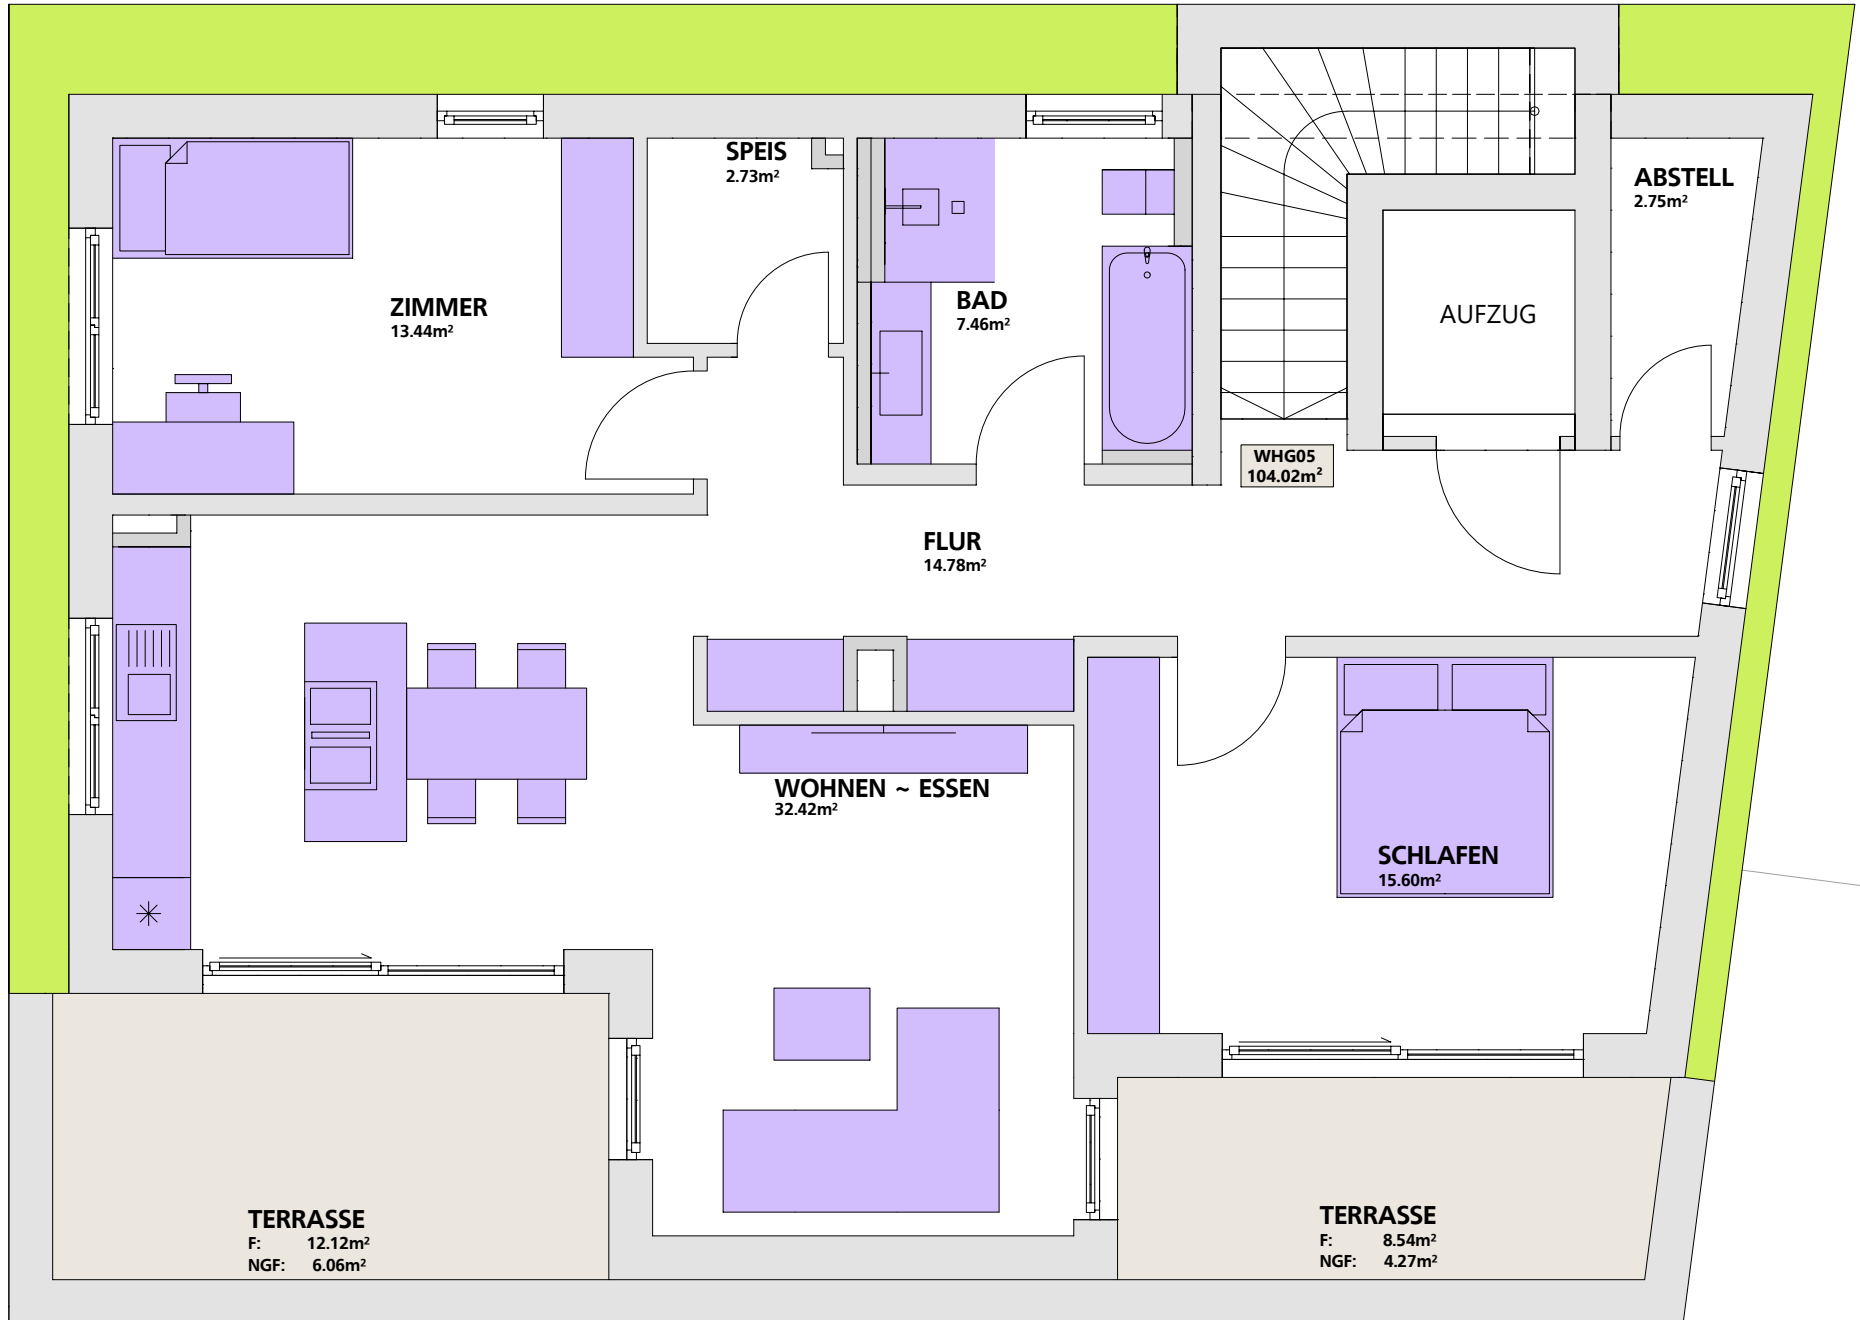 SPEIS
2.73m²
ABSTELL
2.75m²
ZIMMER
13.44m²
BAD
7.46m²
AUFZUG
WHG05
104.02m²
FLUR
14.78m²
WOHNEN ~ ESSEN
32.42m²
SCHLAFEN
15.60m²
TERRASSE
F: 12.12m²
NGF: 6.06m²
TERRASSE
F: 8.54m²
NGF: 4.27m²